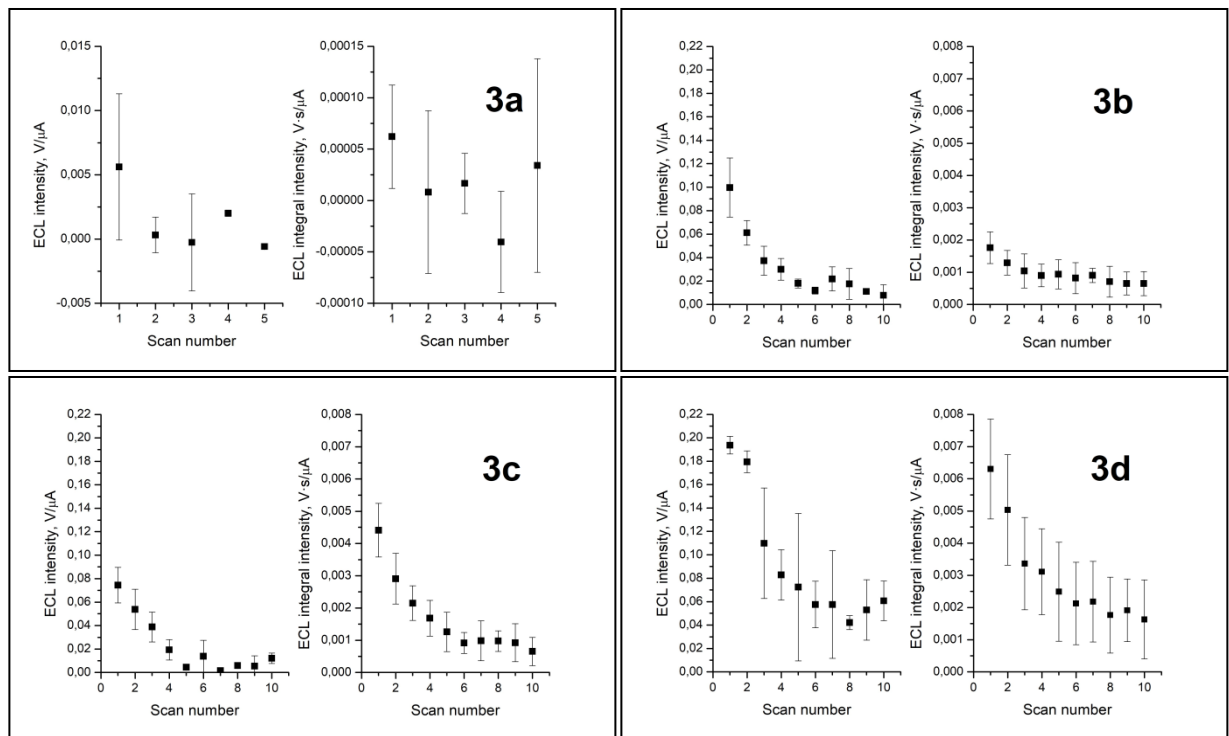 3a
ECL intensity, V/µA
0,015
0,010
0,005
0,000
-0,005
1 2 3 4 5
Scan number
ECL integral intensity, V·s/µA
0,00015
0,00010
0,00005
0,00000
-0,00005
-0,00010
1 2 3 4 5
Scan number
3b
ECL intensity, V/µA
0,22
0,20
0,18
0,16
0,14
0,12
0,10
0,08
0,06
0,04
0,02
0,00
0 2 4 6 8 10
Scan number
ECL integral intensity, V·s/µA
0,008
0,007
0,006
0,005
0,004
0,003
0,002
0,001
0,000
0 2 4 6 8 10
Scan number
3c
ECL intensity, V/µA
0,22
0,20
0,18
0,16
0,14
0,12
0,10
0,08
0,06
0,04
0,02
0,00
0 2 4 6 8 10
Scan number
ECL integral intensity, V·s/µA
0,008
0,007
0,006
0,005
0,004
0,003
0,002
0,001
0,000
0 2 4 6 8 10
Scan number
3d
ECL intensity, V/µA
0,22
0,20
0,18
0,16
0,14
0,12
0,10
0,08
0,06
0,04
0,02
0,00
0 2 4 6 8 10
Scan number
ECL integral intensity, V·s/µA
0,008
0,007
0,006
0,005
0,004
0,003
0,002
0,001
0,000
0 2 4 6 8 10
Scan number